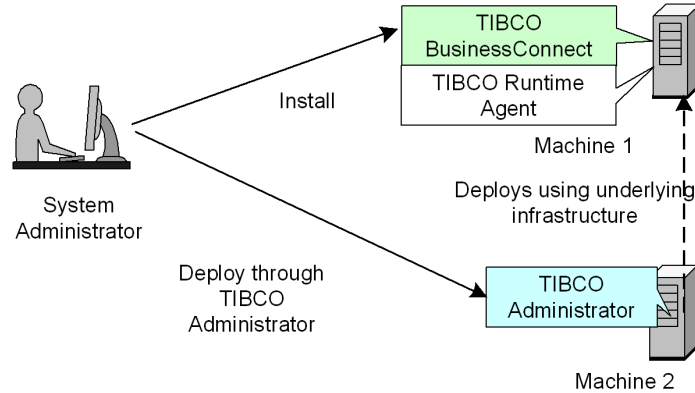 TIBCO
BusinessConnect
TIBCO Runtime
Agent
Install
Machine 1
System
Administrator
Deploys using underlying
infrastructure
Deploy through
TIBCO
Administrator
TIBCO
Administrator
Machine 2